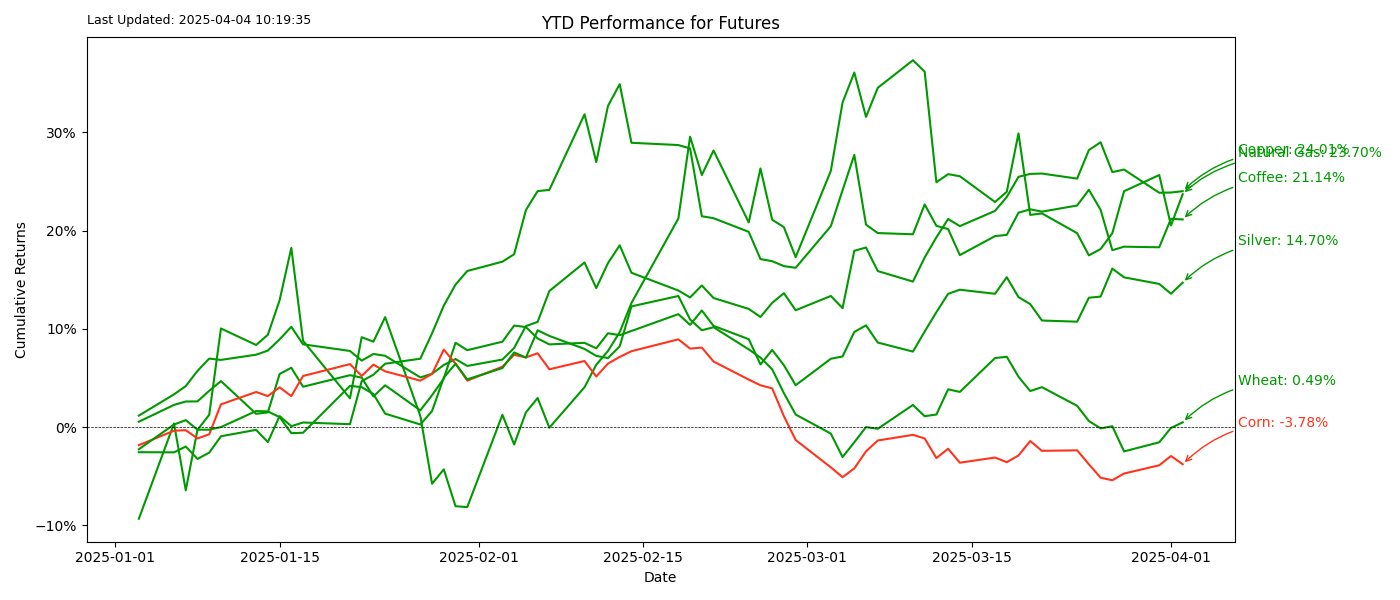 Last Updated: 2025-04-04 10:19:35
YTD Performance for Futures
Cumulative Returns
30%
20%
10%
0%
−10%
2025-01-01
2025-01-15
2025-02-01
2025-02-15
2025-03-01
2025-03-15
2025-04-01
Date
Copper: 24.01%
Natural Gas: 23.70%
Coffee: 21.14%
Silver: 14.70%
Wheat: 0.49%
Corn: -3.78%